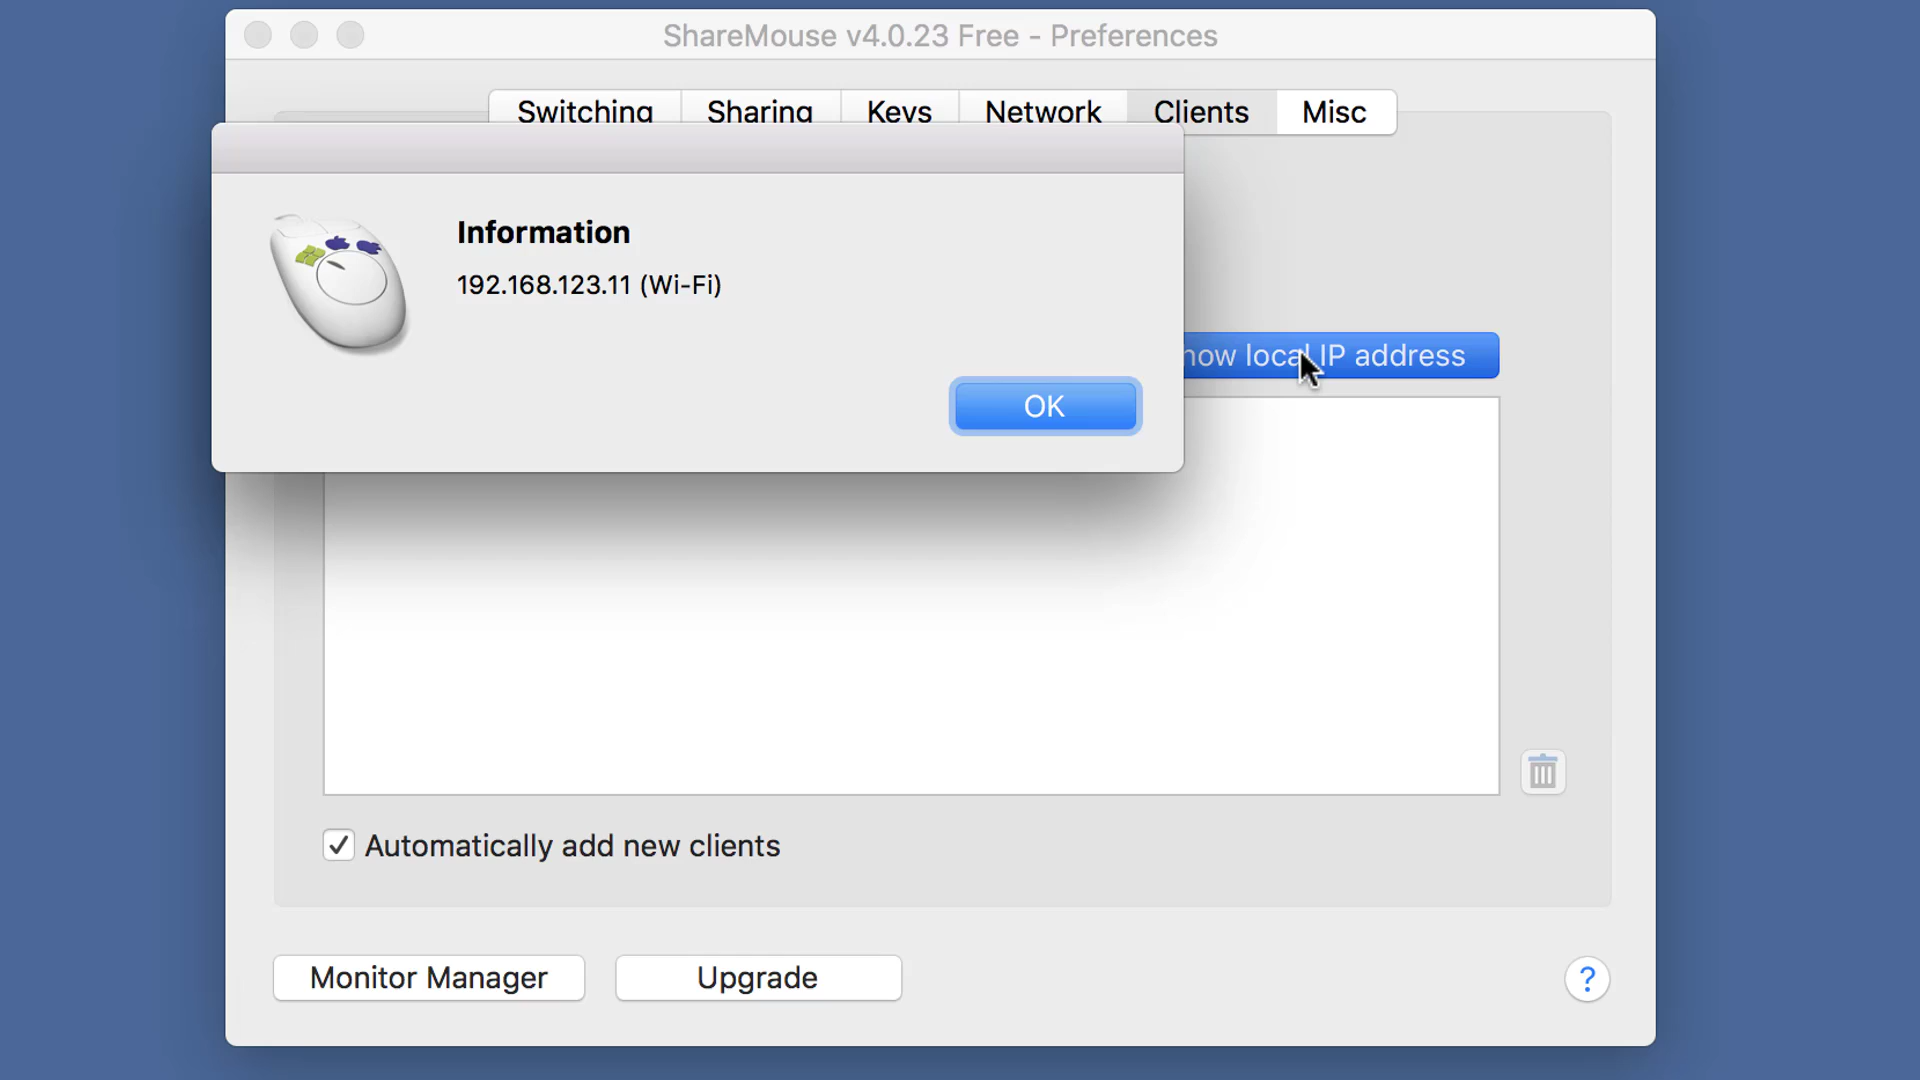 ShareMouse v4.0.23 Free - Preferences
Switching Sharing Keys Network Clients Misc
Information
192.168.123.11 (Wi-Fi)
how local IP address
OK
Automatically add new clients
Monitor Manager Upgrade ?